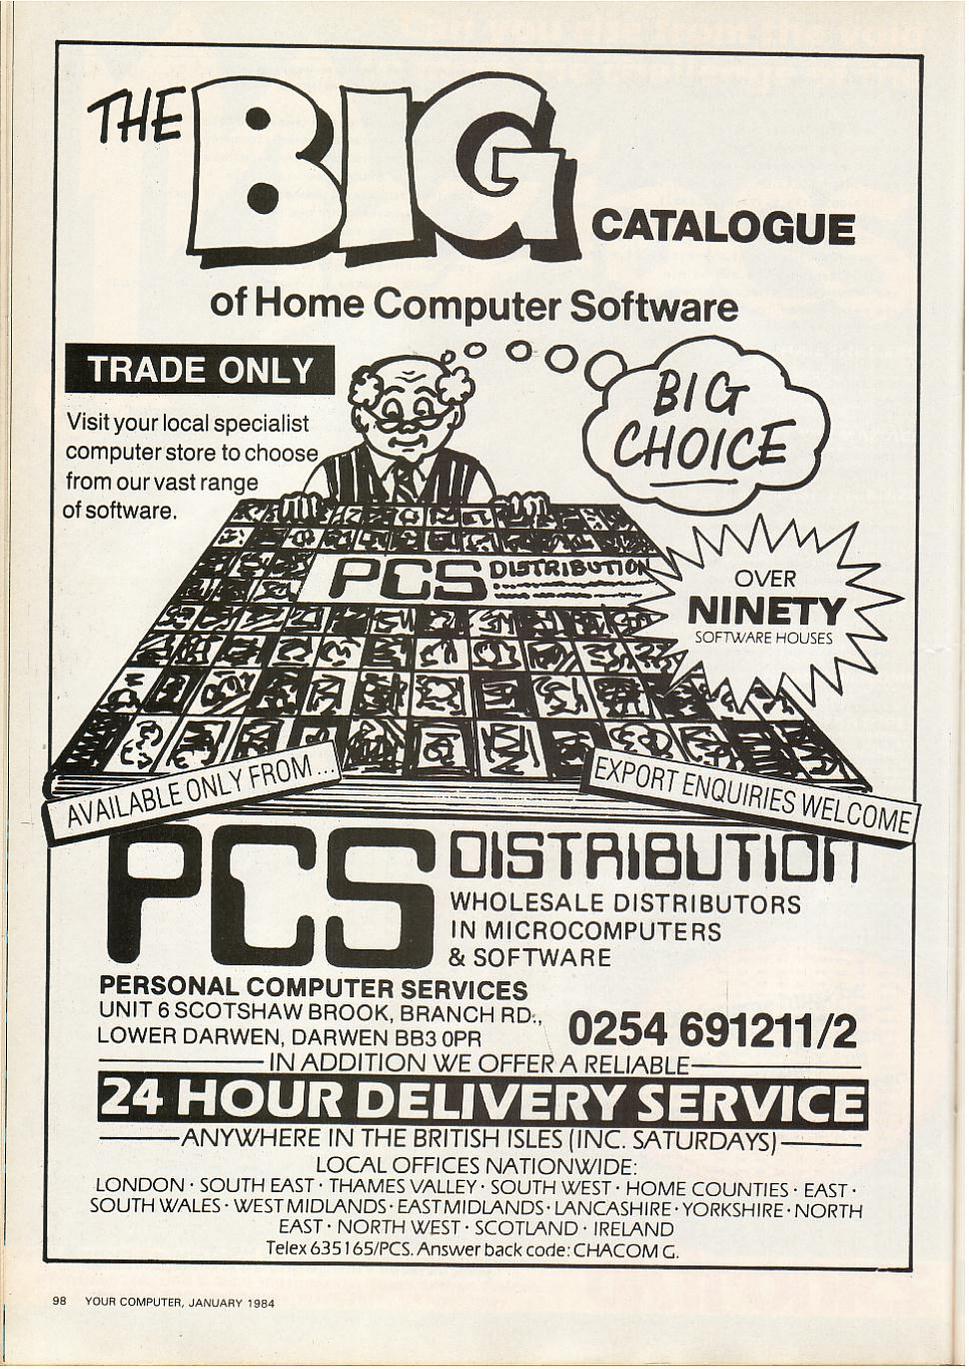 THE BIG CATALOGUE
of Home Computer Software
TRADE ONLY
Visit your local specialist
computer store to choose
from our vast range
of software.
BIG
CHOICE
PCS DISTRIBUTION
OVER
NINETY
SOFTWARE HOUSES
AVAILABLE ONLY FROM ...
EXPORT ENQUIRIES WELCOME
PCS DISTRIBUTION
WHOLESALE DISTRIBUTORS
IN MICROCOMPUTERS
& SOFTWARE
PERSONAL COMPUTER SERVICES
UNIT 6 SCOTSHAW BROOK, BRANCH RD.,
LOWER DARWEN, DARWEN BB3 0PR
0254 691211/2
IN ADDITION WE OFFER A RELIABLE
24 HOUR DELIVERY SERVICE
ANYWHERE IN THE BRITISH ISLES (INC. SATURDAYS)
LOCAL OFFICES NATIONWIDE:
LONDON · SOUTH EAST · THAMES VALLEY · SOUTH WEST · HOME COUNTIES · EAST ·
SOUTH WALES · WEST MIDLANDS · EAST MIDLANDS · LANCASHIRE · YORKSHIRE · NORTH
EAST · NORTH WEST · SCOTLAND · IRELAND
Telex 635165/PCS. Answer back code: CHACOM G.
98 YOUR COMPUTER, JANUARY 1984